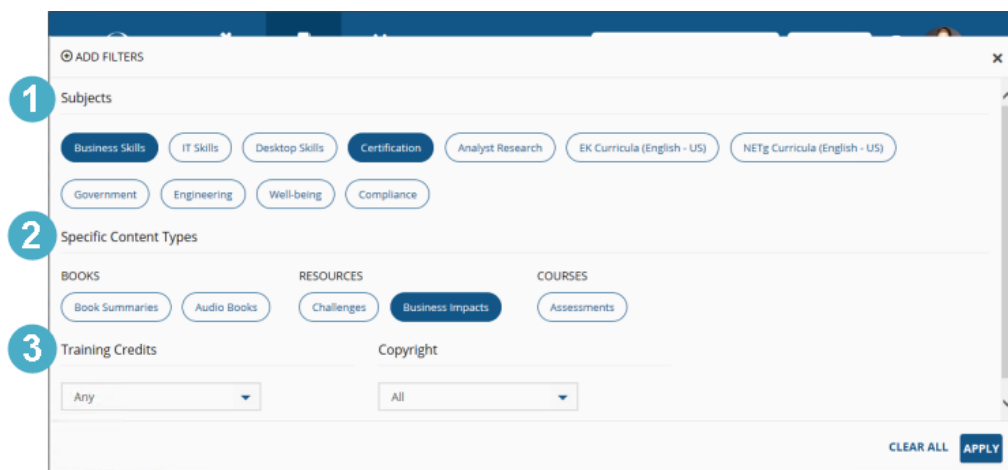 ⊕ ADD FILTERS ×
1 Subjects
Business Skills IT Skills Desktop Skills Certification Analyst Research EK Curricula (English - US) NETg Curricula (English - US)
Government Engineering Well-being Compliance
2 Specific Content Types
BOOKS RESOURCES COURSES
Book Summaries Audio Books Challenges Business Impacts Assessments
3 Training Credits Copyright
Any All
CLEAR ALL APPLY